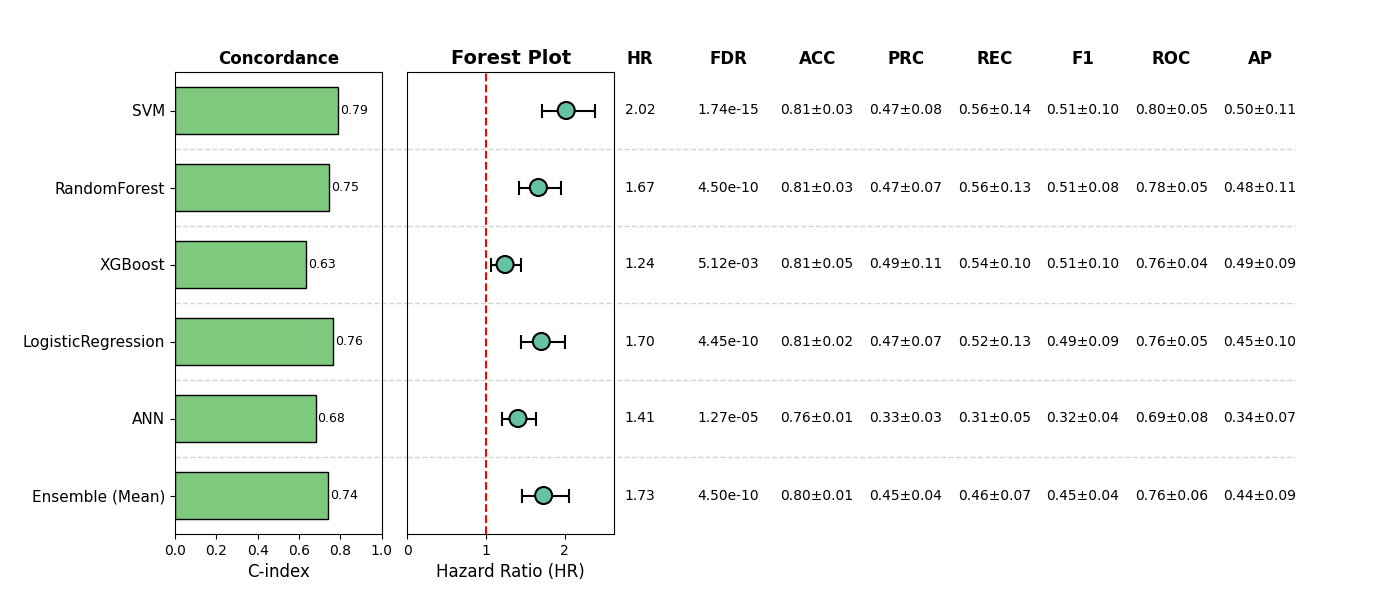 Concordance Forest Plot HR FDR ACC PRC REC F1 ROC AP
SVM 0.79 2.02 1.74e-15 0.81±0.03 0.47±0.08 0.56±0.14 0.51±0.10 0.80±0.05 0.50±0.11
RandomForest 0.75 1.67 4.50e-10 0.81±0.03 0.47±0.07 0.56±0.13 0.51±0.08 0.78±0.05 0.48±0.11
XGBoost 0.63 1.24 5.12e-03 0.81±0.05 0.49±0.11 0.54±0.10 0.51±0.10 0.76±0.04 0.49±0.09
LogisticRegression 0.76 1.70 4.45e-10 0.81±0.02 0.47±0.07 0.52±0.13 0.49±0.09 0.76±0.05 0.45±0.10
ANN 0.68 1.41 1.27e-05 0.76±0.01 0.33±0.03 0.31±0.05 0.32±0.04 0.69±0.08 0.34±0.07
Ensemble (Mean) 0.74 1.73 4.50e-10 0.80±0.01 0.45±0.04 0.46±0.07 0.45±0.04 0.76±0.06 0.44±0.09
0.0 0.2 0.4 0.6 0.8 1.0 0 1 2
C-index Hazard Ratio (HR)